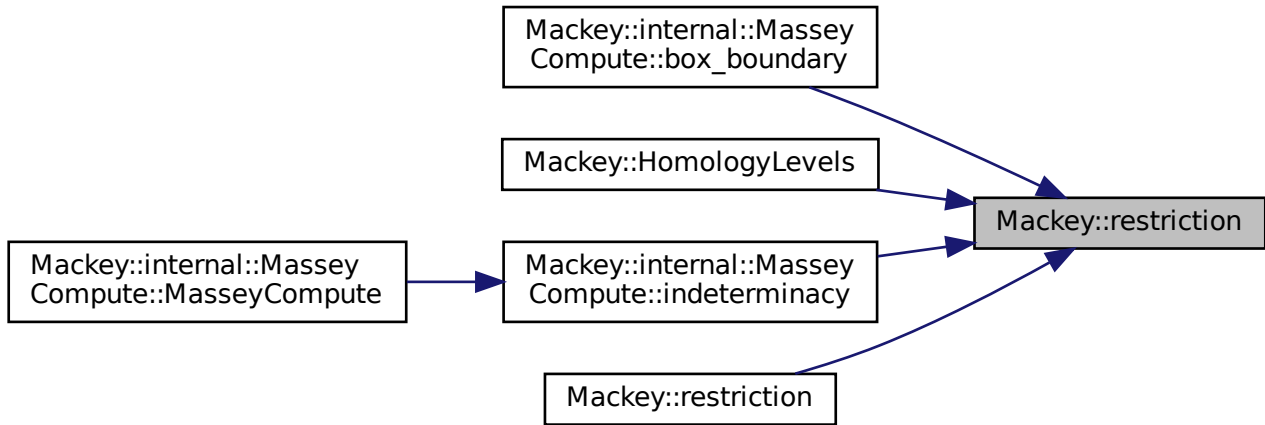 Mackey::internal::Massey
Compute::box_boundary
Mackey::HomologyLevels
Mackey::restriction
Mackey::internal::Massey
Compute::MasseyCompute
Mackey::internal::Massey
Compute::indeterminacy
Mackey::restriction